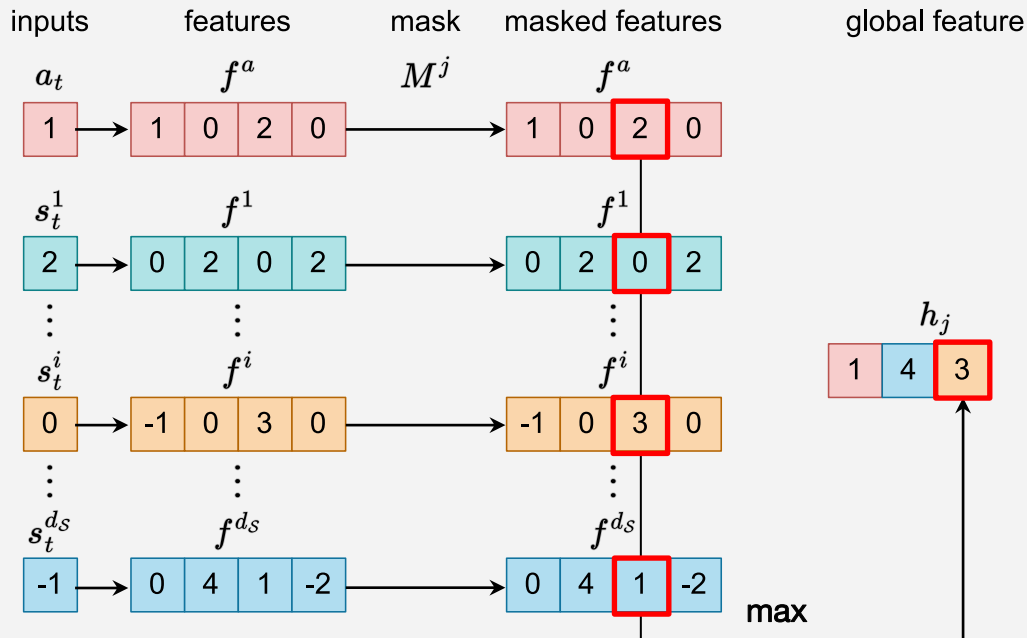 inputs features mask masked features global feature
a_t f^a M^j f^a
1 1 0 2 0 1 0 2 0
s_t^1 f^1 f^1
2 0 2 0 2 0 2 0 2
⋮ ⋮ ⋮ h_j
s_t^i f^i f^i 1 4 3
0 -1 0 3 0 -1 0 3 0
⋮ ⋮ ⋮
s_t^{d_S} f^{d_S} f^{d_S}
-1 0 4 1 -2 0 4 1 -2
max